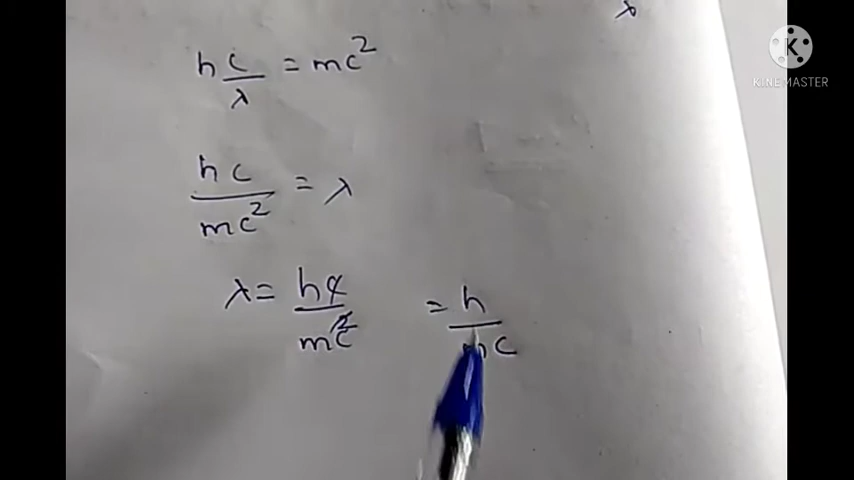 λ
hc/λ = mc²
K
KINEMASTER
hc/mc² = λ
λ = hc/mc² = h/mc